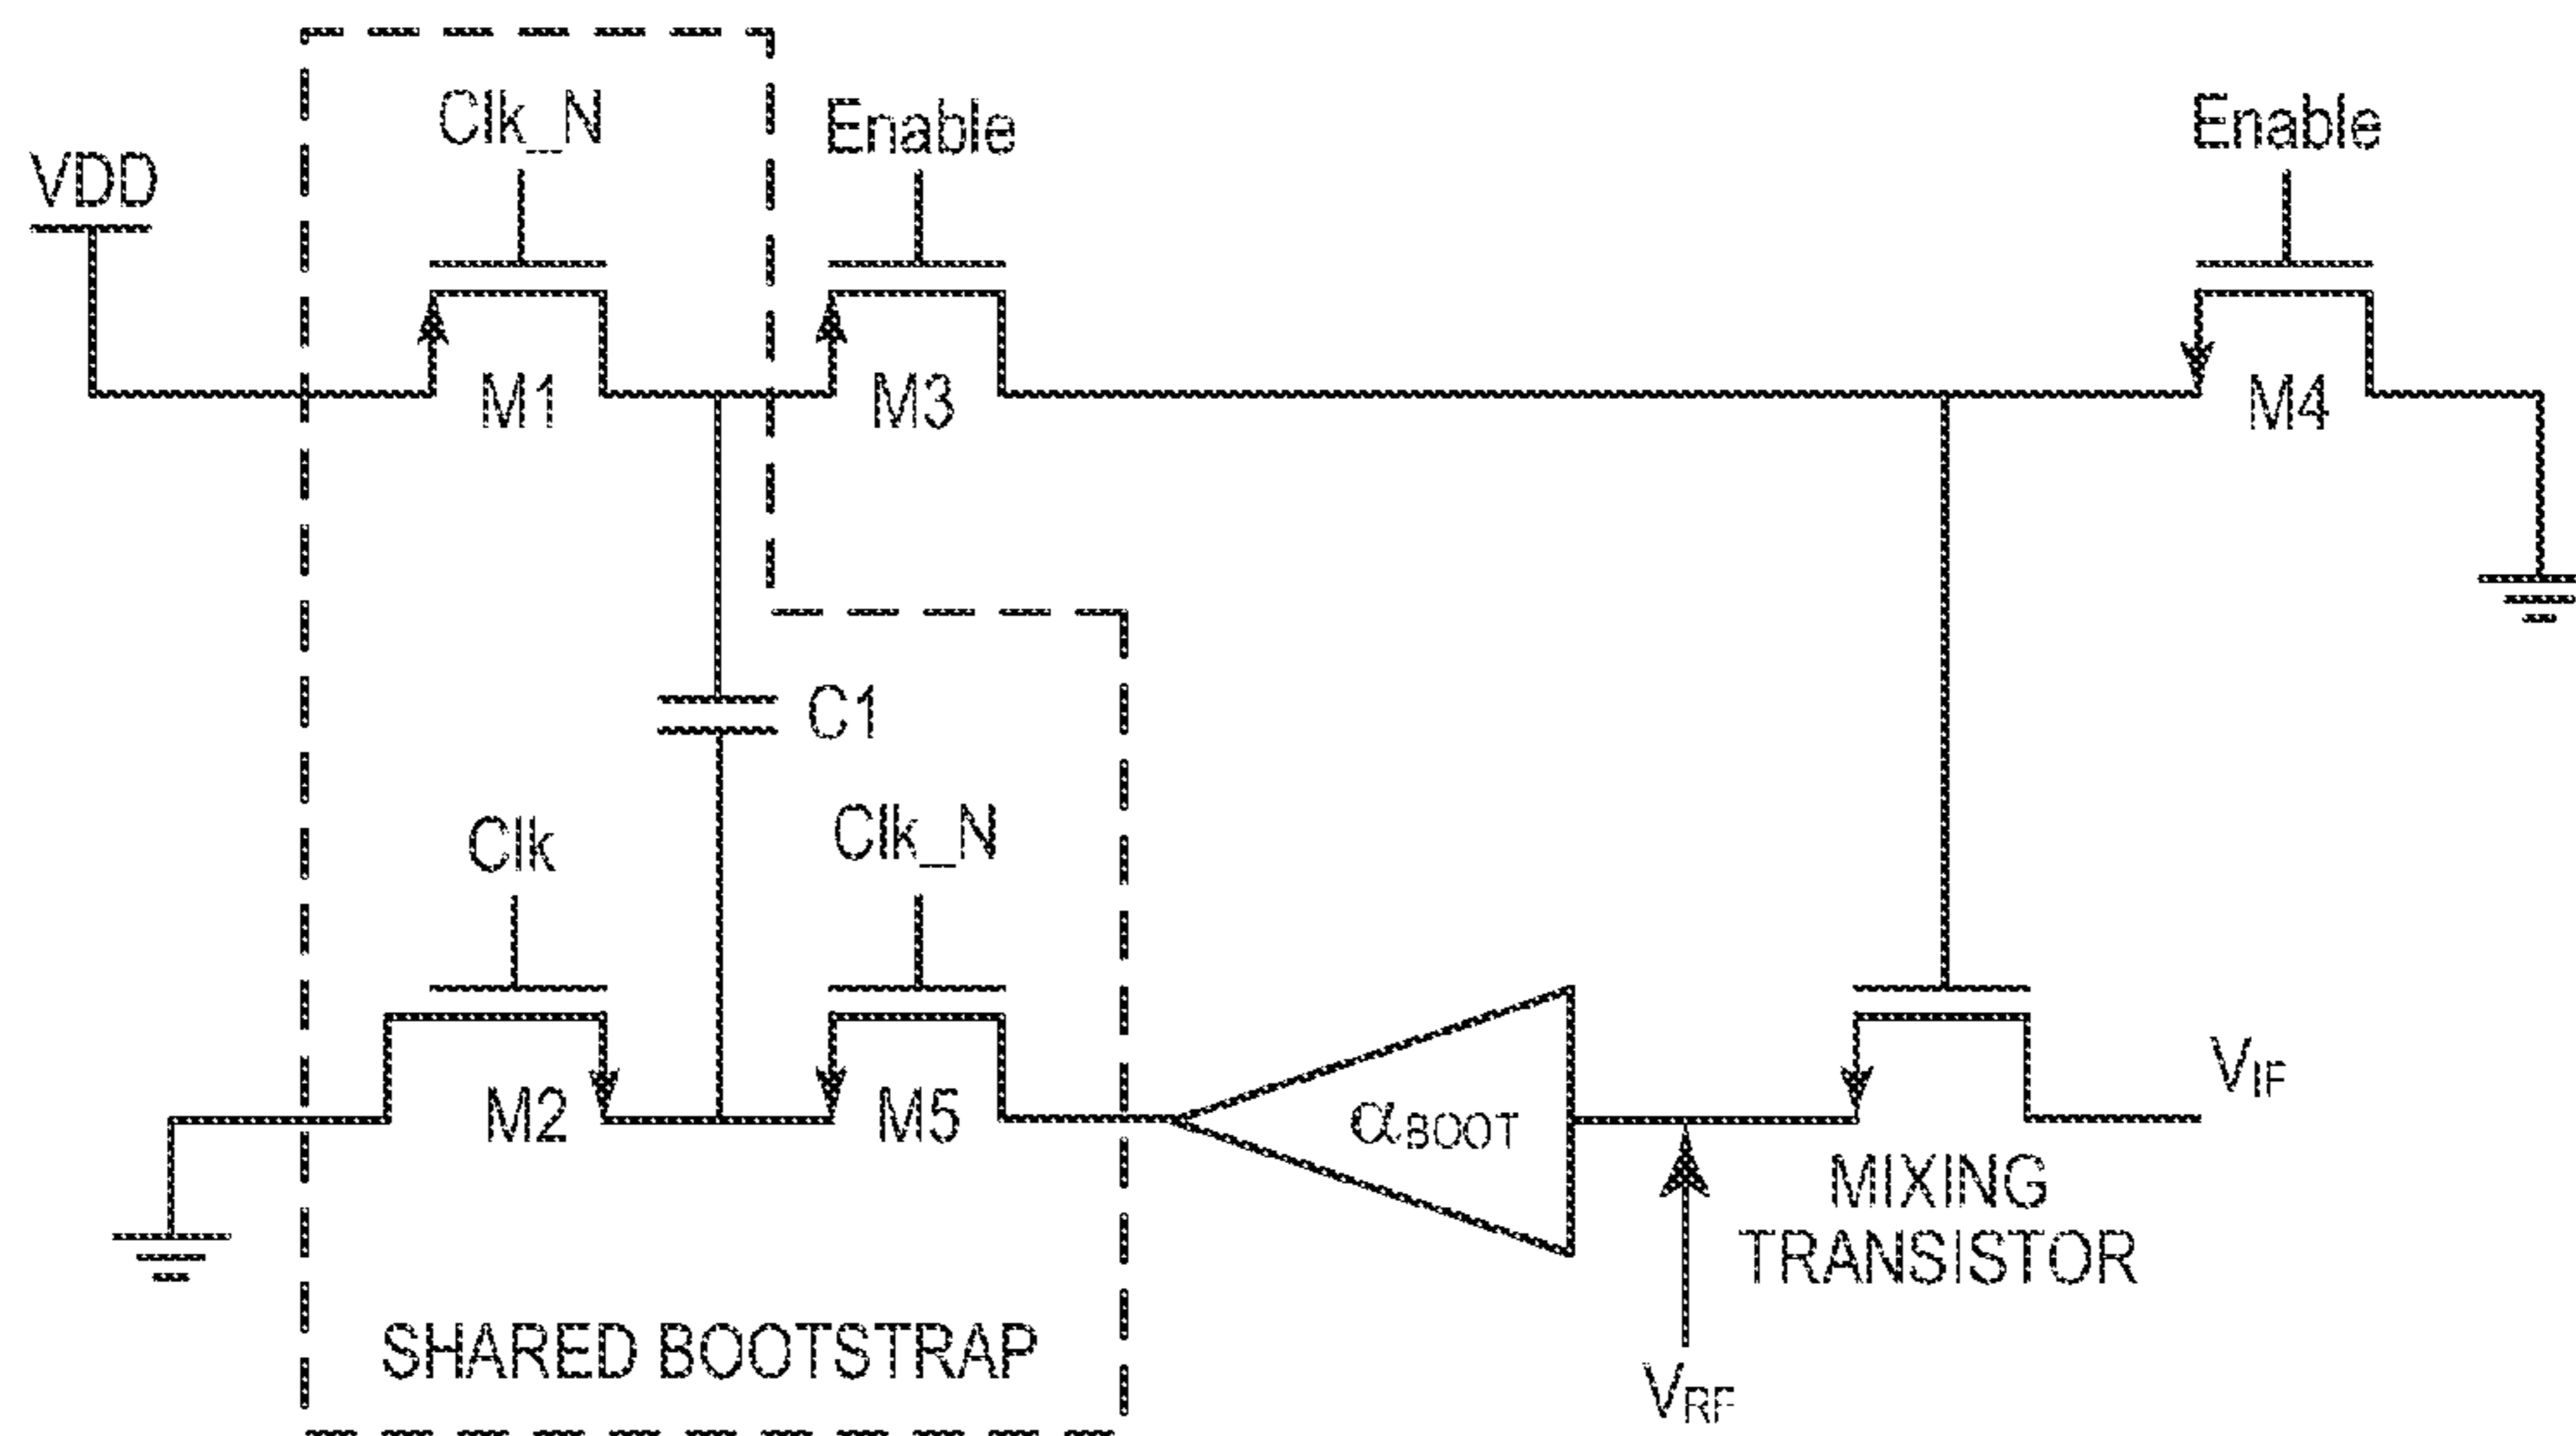 Clk_N
Enable
Enable
VDD
M1
M3
M4
C1
Clk
Clk_N
M2
M5
αBOOT
VIF
MIXING
TRANSISTOR
SHARED BOOTSTRAP
VRF